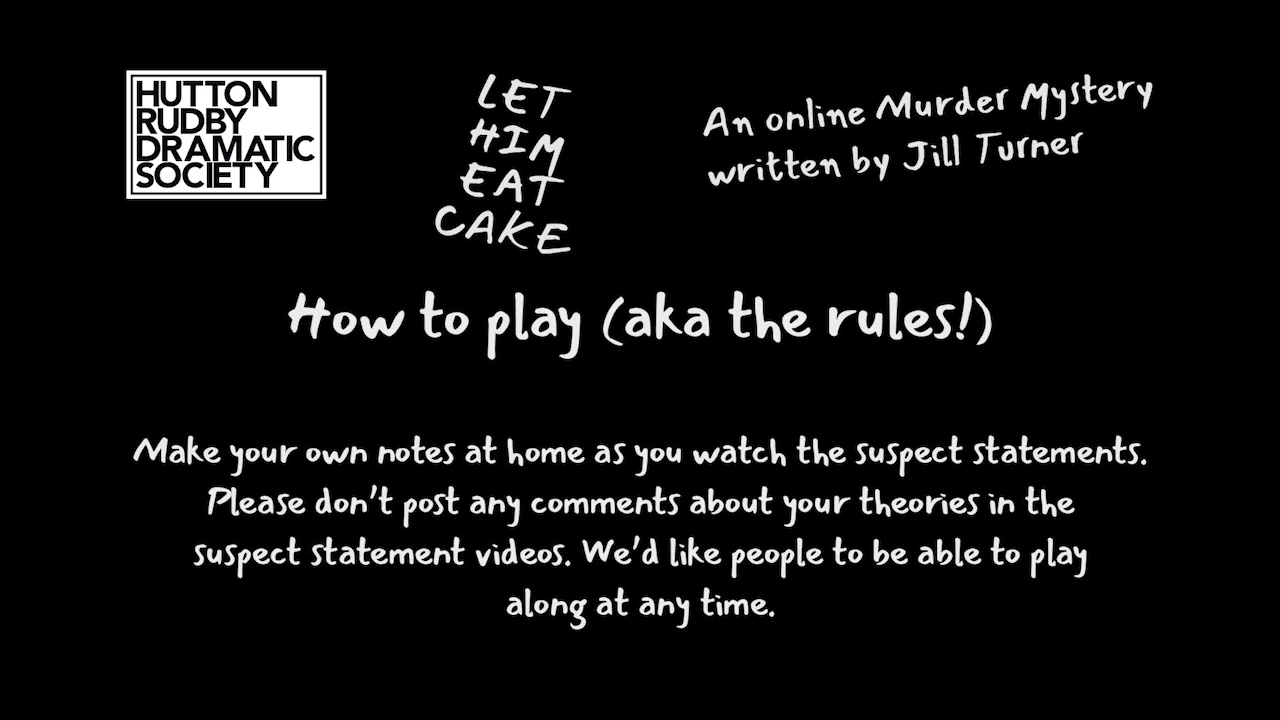 HUTTON
RUDBY
DRAMATIC
SOCIETY
LET
HIM
EAT
CAKE
An online Murder Mystery
written by Jill Turner
How to play (aka the rules!)
Make your own notes at home as you watch the suspect statements.
Please don't post any comments about your theories in the
suspect statement videos. We'd like people to be able to play
along at any time.